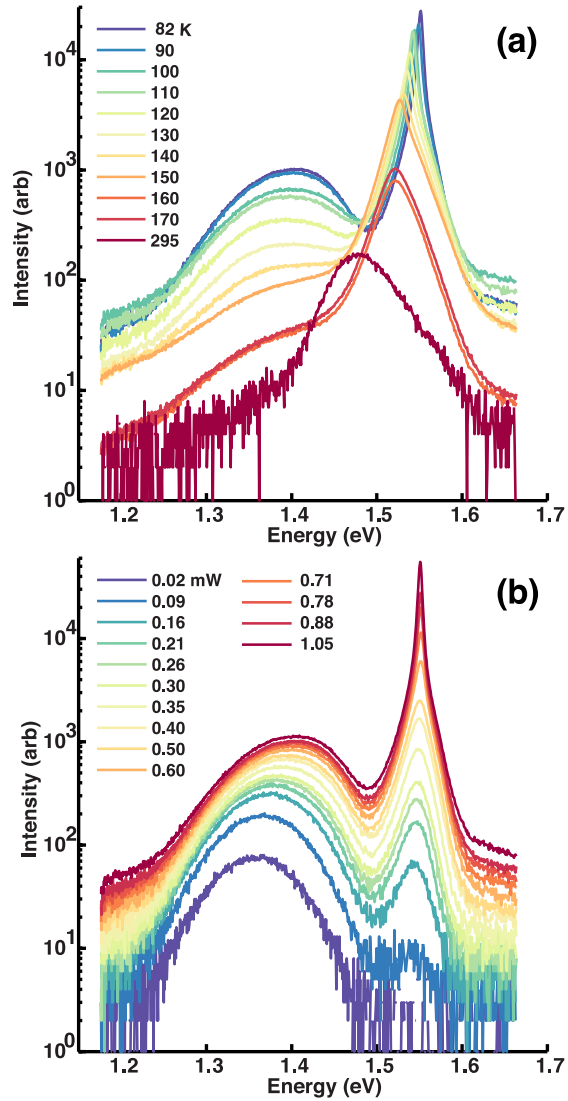 (a)
82 K
90
100
110
120
130
140
150
160
170
295
Intensity (arb)
10^4
10^3
10^2
10^1
10^0
1.2 1.3 1.4 1.5 1.6 1.7
Energy (eV)
(b)
0.02 mW 0.71
0.09 0.78
0.16 0.88
0.21 1.05
0.26
0.30
0.35
0.40
0.50
0.60
Intensity (arb)
10^4
10^3
10^2
10^1
10^0
1.2 1.3 1.4 1.5 1.6 1.7
Energy (eV)